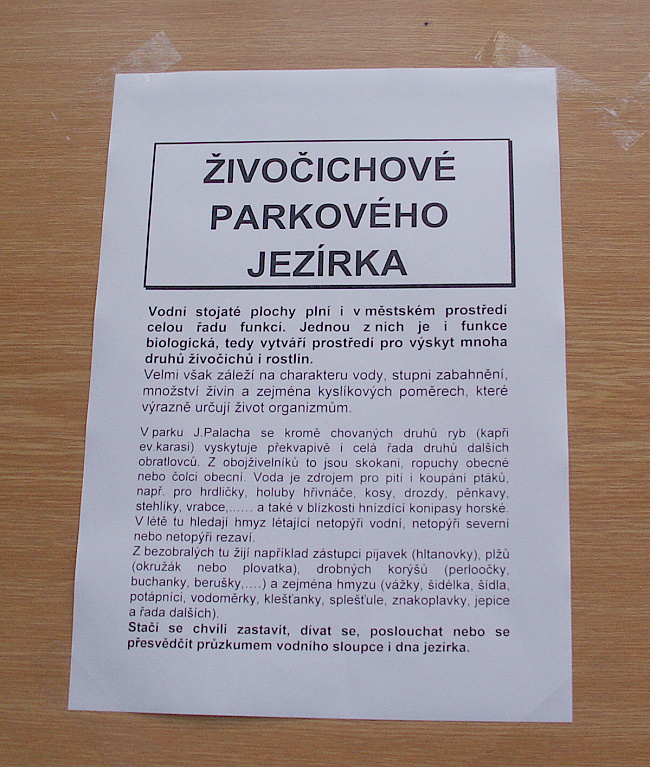 ŽIVOČICHOVÉ
PARKOVÉHO
JEZÍRKA
Vodní stojaté plochy plní i v městském prostředí
celou řadu funkcí. Jednou z nich je i funkce
biologická, tedy vytváří prostředí pro výskyt mnoha
druhů živočichů i rostlin.
Velmi však záleží na charakteru vody, stupni zabahnění,
množství živin a zejména kyslíkových poměrech, které
výrazně určují život organizmům.
V parku J.Palacha se kromě chovaných druhů ryb (kapři
ev.karasi) vyskytuje překvapivě i celá řada druhů dalších
obratlovců. Z obojživelníků to jsou skokani, ropuchy obecné
nebo čolci obecní. Voda je zdrojem pro pití i koupání ptáků,
např. pro hrdličky, holuby hřivnáče, kosy, drozdy, pěnkavy,
stehlíky, vrabce,...... a také v blízkosti hnízdící konipasy horské.
V létě tu hledají hmyz létající netopýři vodní, netopýři severní
nebo netopýři rezaví.
Z bezobralých tu žijí například zástupci pijavek (hltanovky), plžů
(okružák nebo plovatka), drobných korýšů (perloočky,
buchanky, berušky,....) a zejména hmyzu (vážky, šidélka, šídla,
potápníci, vodoměrky, klešťanky, splešťule, znakoplavky, jepice
a řada dalších).
Stačí se chvíli zastavit, dívat se, poslouchat nebo se
přesvědčit průzkumem vodního sloupce i dna jezírka.